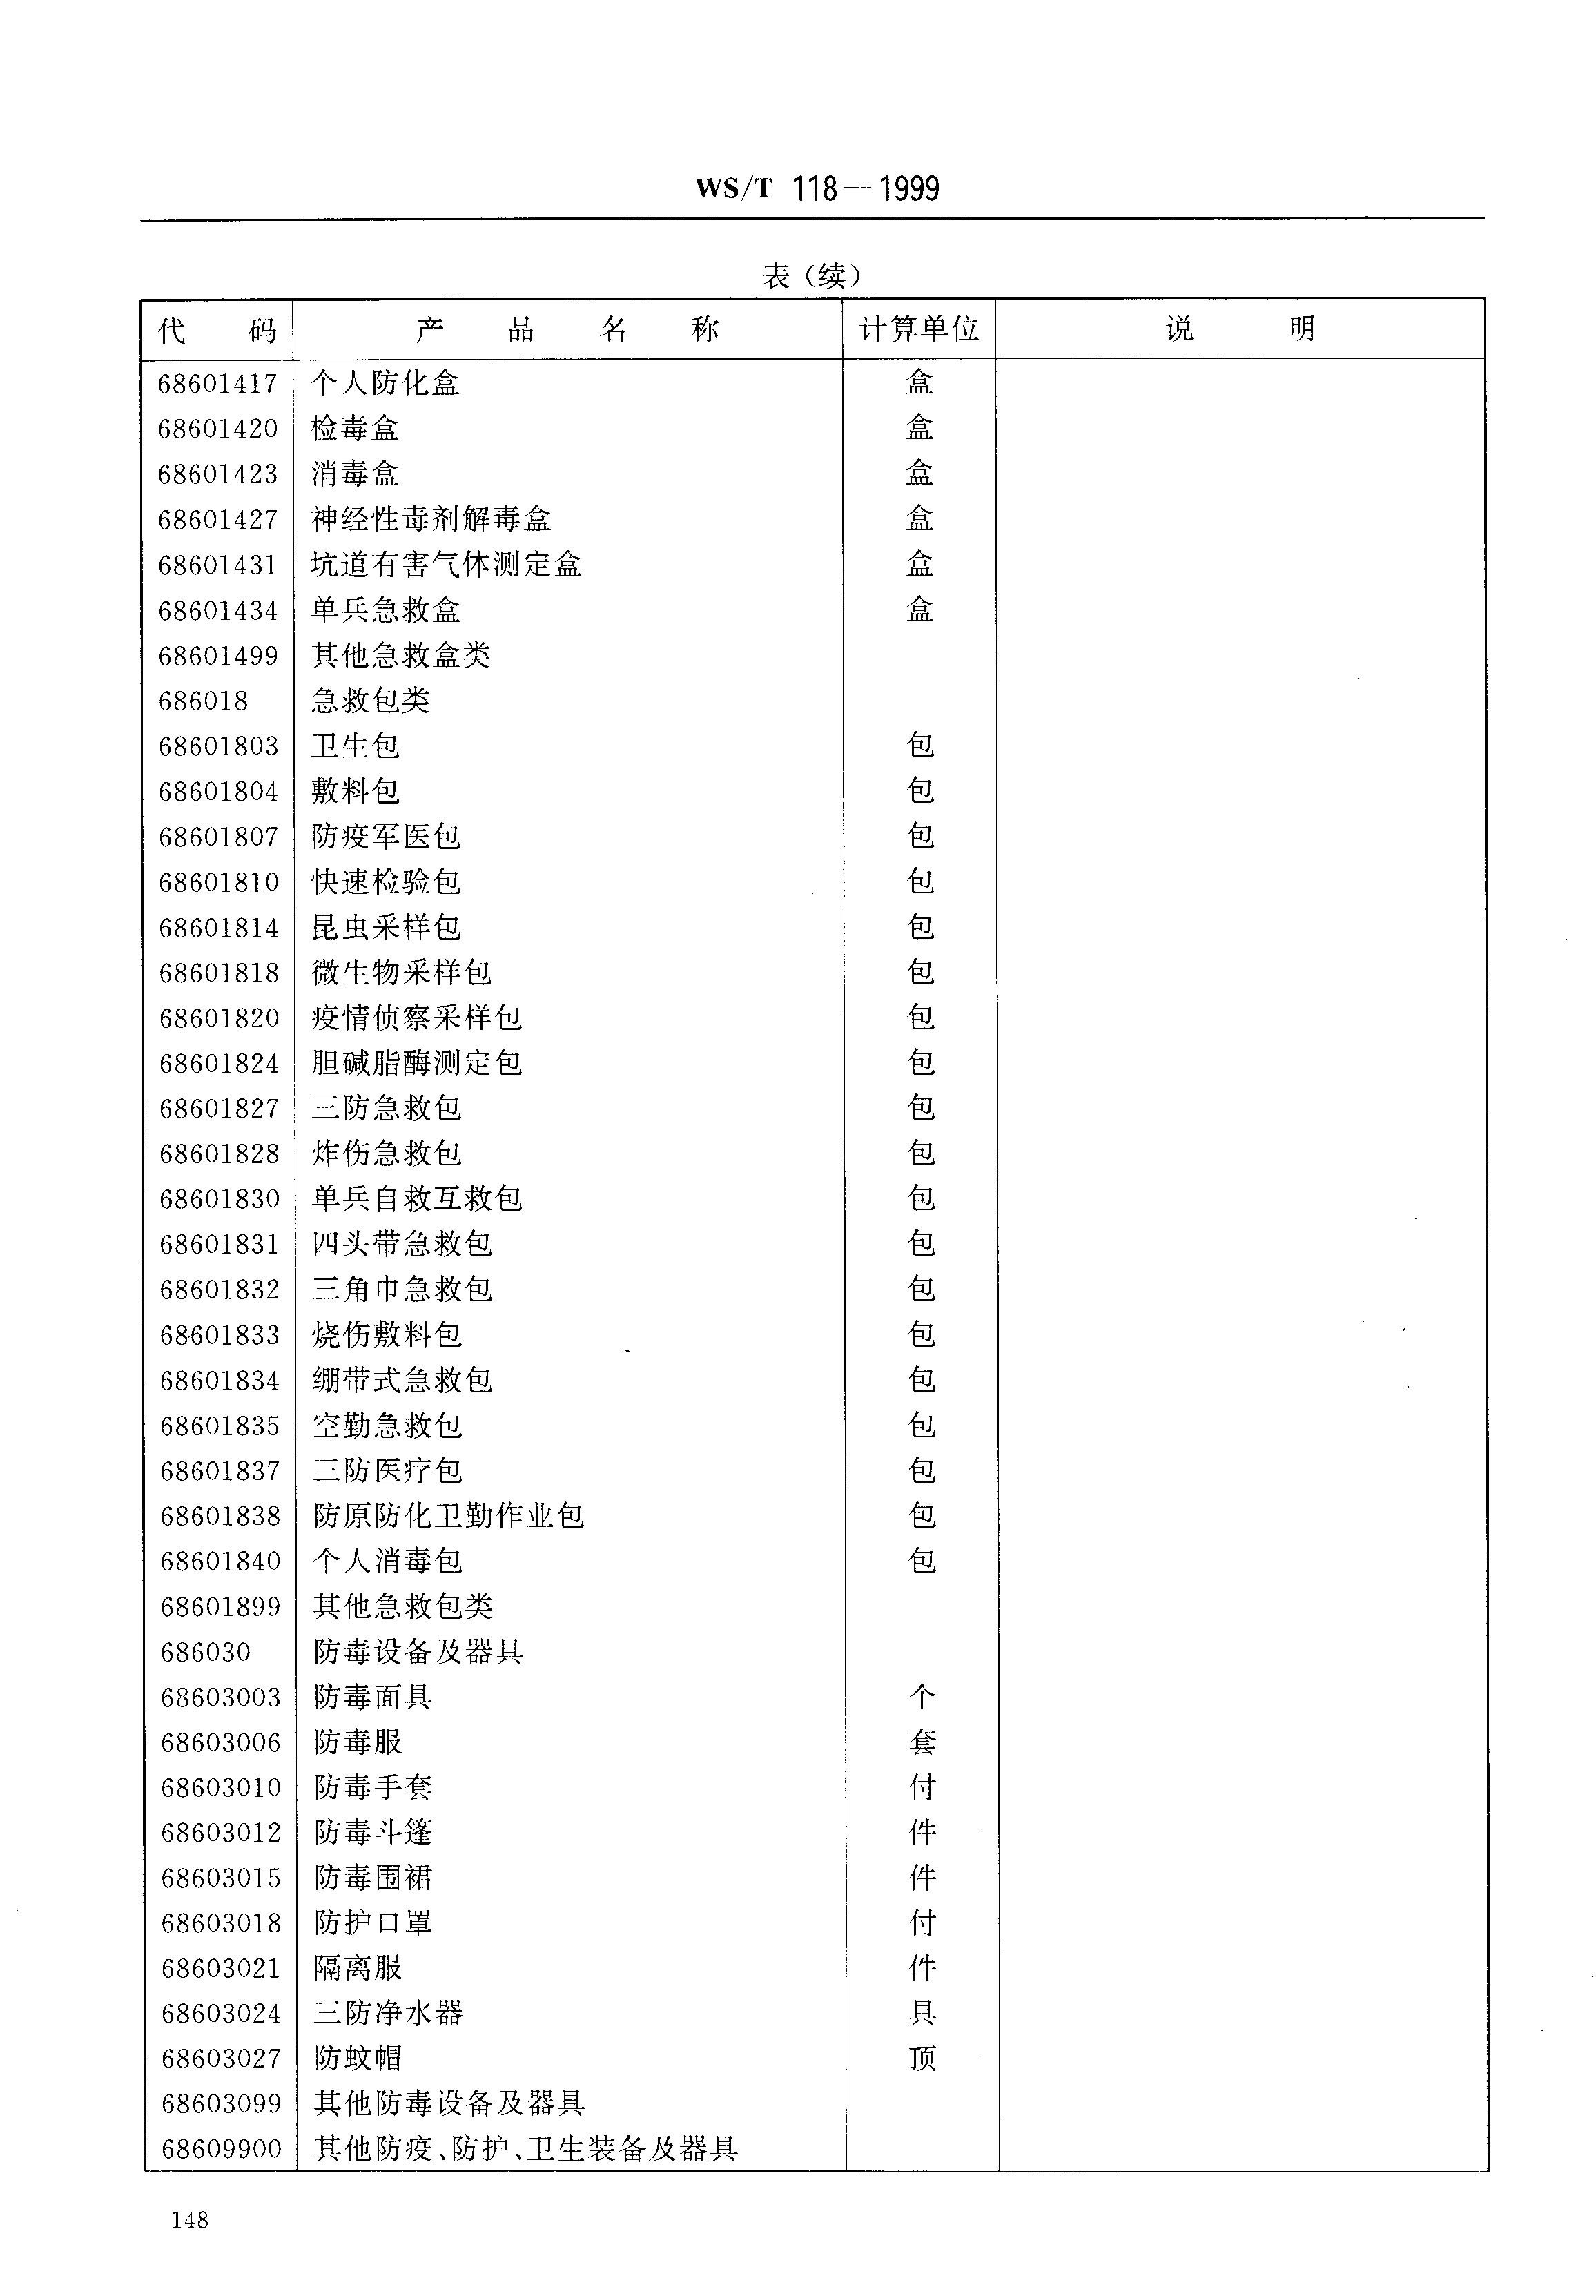 WS/T 118—1999
表（续）
代 码 产 品 名 称 计算单位 说 明
68601417 个人防化盒 盒
68601420 检毒盒 盒
68601423 消毒盒 盒
68601427 神经性毒剂解毒盒 盒
68601431 坑道有害气体测定盒 盒
68601434 单兵急救盒 盒
68601499 其他急救盒类
686018 急救包类
68601803 卫生包 包
68601804 敷料包 包
68601807 防疫军医包 包
68601810 快速检验包 包
68601814 昆虫采样包 包
68601818 微生物采样包 包
68601820 疫情侦察采样包 包
68601824 胆碱脂酶测定包 包
68601827 三防急救包 包
68601828 炸伤急救包 包
68601830 单兵自救互救包 包
68601831 四头带急救包 包
68601832 三角巾急救包 包
68601833 烧伤敷料包 包
68601834 绷带式急救包 包
68601835 空勤急救包 包
68601837 三防医疗包 包
68601838 防原防化卫勤作业包 包
68601840 个人消毒包 包
68601899 其他急救包类
686030 防毒设备及器具
68603003 防毒面具 个
68603006 防毒服 套
68603010 防毒手套 付
68603012 防毒斗篷 件
68603015 防毒围裙 件
68603018 防护口罩 付
68603021 隔离服 件
68603024 三防净水器 具
68603027 防蚊帽 顶
68603099 其他防毒设备及器具
68609900 其他防疫、防护、卫生装备及器具
148